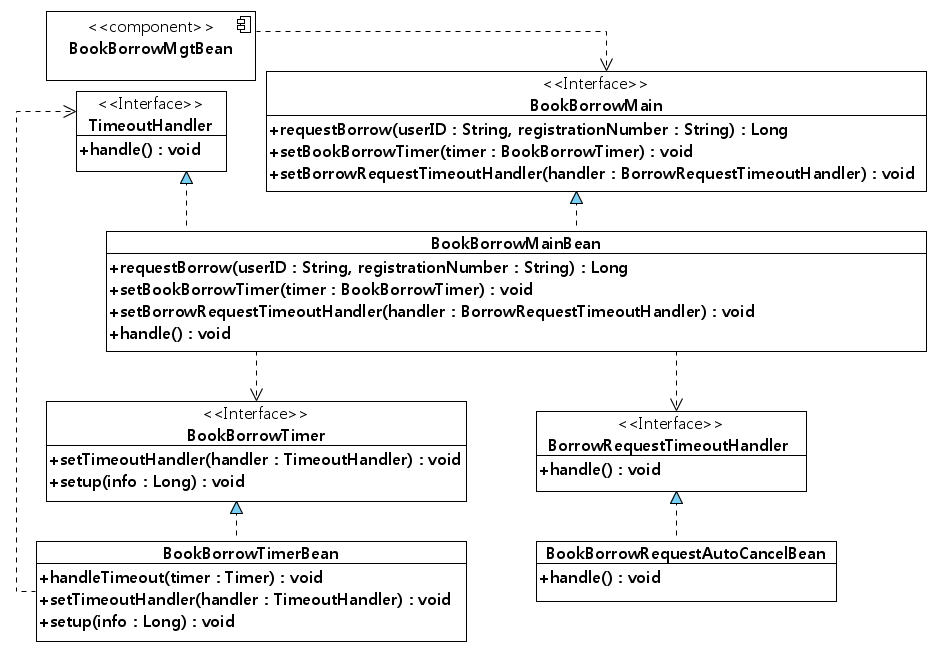 <<component>>
BookBorrowMgtBean
<<Interface>>
BookBorrowMain
+requestBorrow(userID : String, registrationNumber : String) : Long
+setBookBorrowTimer(timer : BookBorrowTimer) : void
+setBorrowRequestTimeoutHandler(handler : BorrowRequestTimeoutHandler) : void
<<Interface>>
TimeoutHandler
+handle() : void
BookBorrowMainBean
+requestBorrow(userID : String, registrationNumber : String) : Long
+setBookBorrowTimer(timer : BookBorrowTimer) : void
+setBorrowRequestTimeoutHandler(handler : BorrowRequestTimeoutHandler) : void
+handle() : void
<<Interface>>
BookBorrowTimer
+setTimeoutHandler(handler : TimeoutHandler) : void
+setup(info : Long) : void
<<Interface>>
BorrowRequestTimeoutHandler
+handle() : void
BookBorrowTimerBean
+handleTimeout(timer : Timer) : void
+setTimeoutHandler(handler : TimeoutHandler) : void
+setup(info : Long) : void
BookBorrowRequestAutoCancelBean
+handle() : void